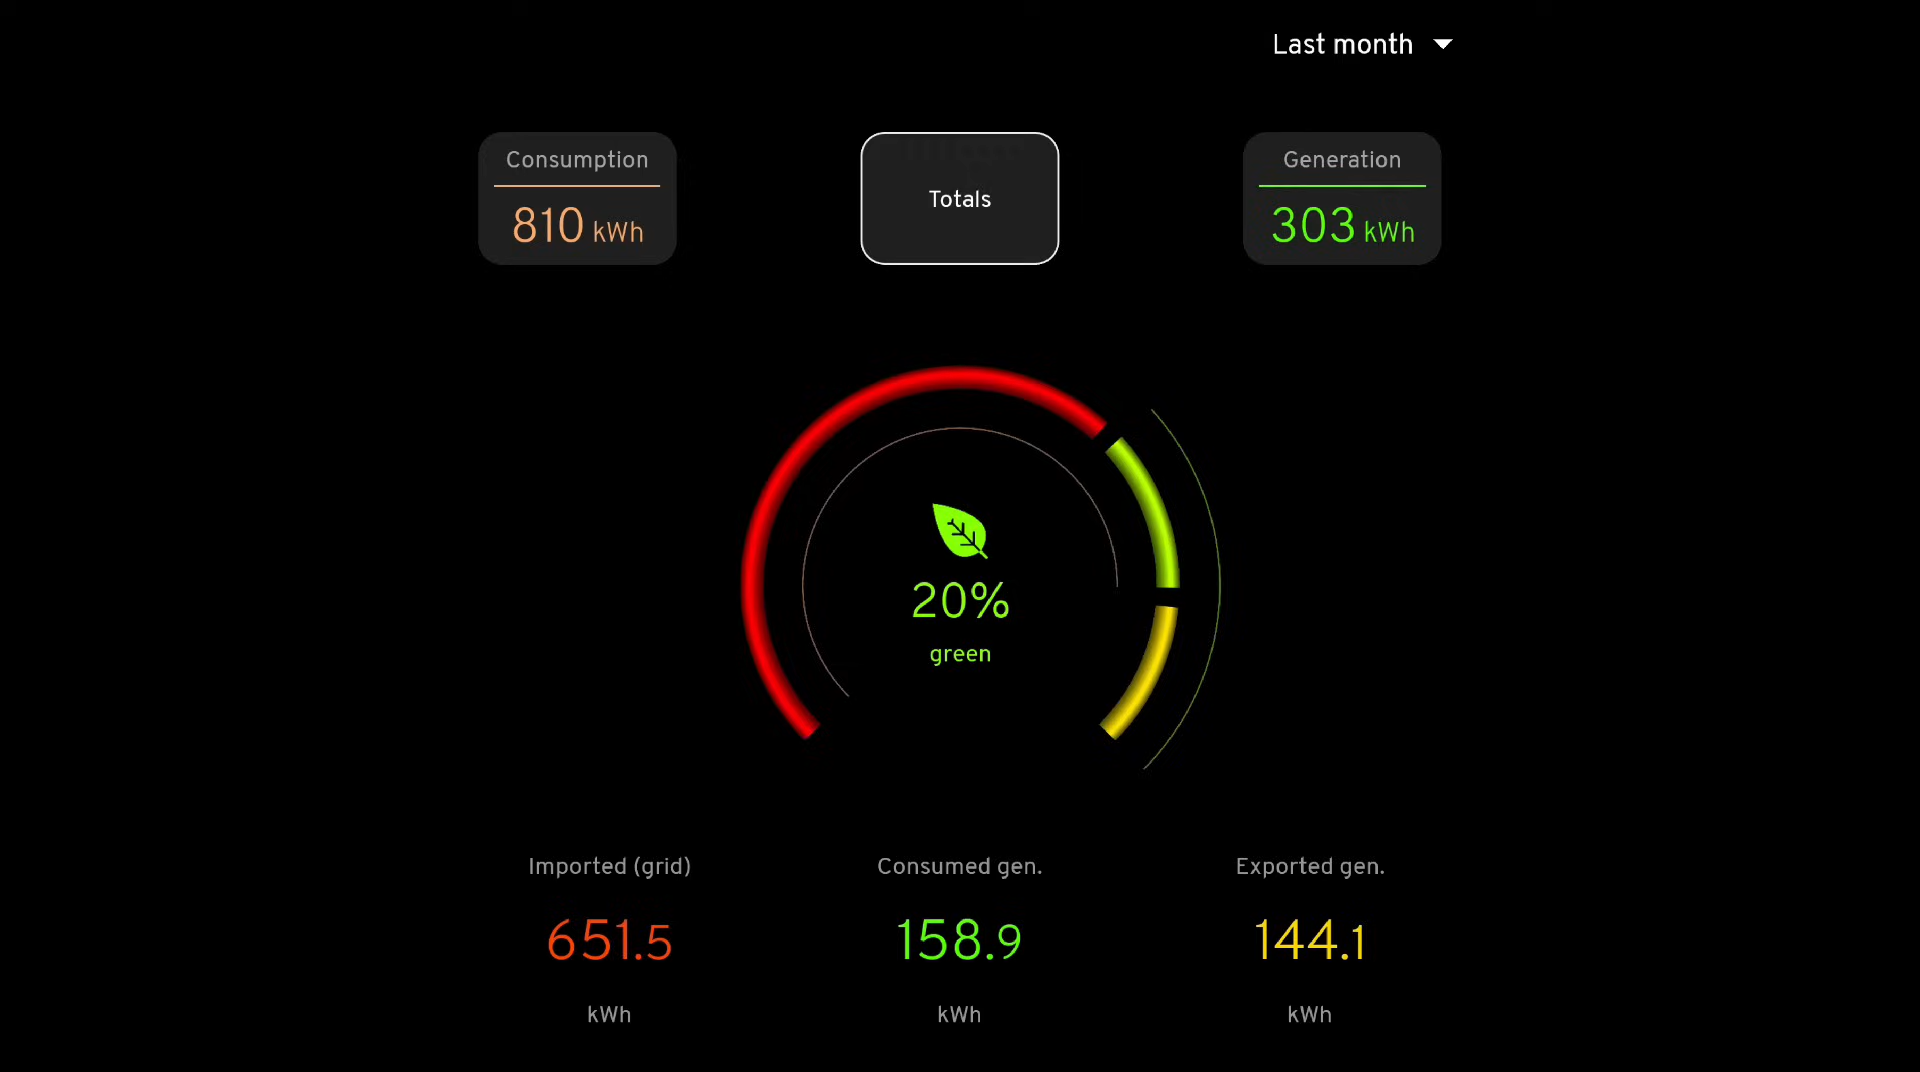 Last month
Consumption
810 kWh
Totals
Generation
303 kWh
20%
green
Imported (grid)
651.5
kWh
Consumed gen.
158.9
kWh
Exported gen.
144.1
kWh